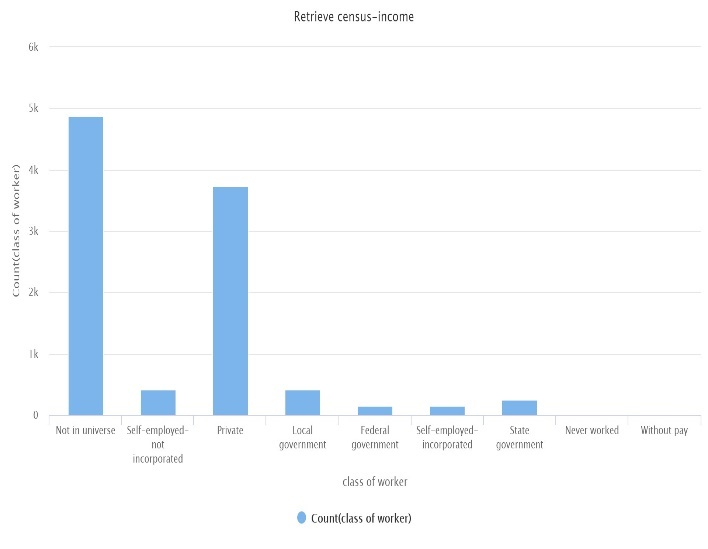 Retrieve census-income
6k
5k
4k
3k
2k
1k
0
Count(class of worker)
Not in universe
Self-employed-
not
incorporated
Private
Local
government
Federal
government
Self-employed-
incorporated
State
government
Never worked
Without pay
class of worker
Count(class of worker)